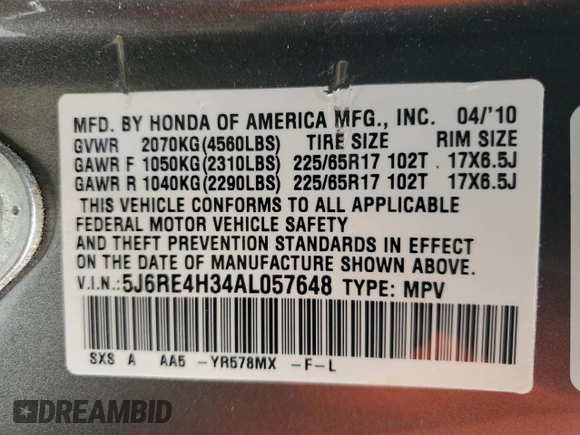 MFD. BY HONDA OF AMERICA MFG., INC. 04/'10
GVWR 2070KG(4560LBS) TIRE SIZE RIM SIZE
GAWR F 1050KG(2310LBS) 225/65R17 102T 17X6.5J
GAWR R 1040KG(2290LBS) 225/65R17 102T 17X6.5J
THIS VEHICLE CONFORMS TO ALL APPLICABLE
FEDERAL MOTOR VEHICLE SAFETY
AND THEFT PREVENTION STANDARDS IN EFFECT
ON THE DATE OF MANUFACTURE SHOWN ABOVE.
V.I.N.:5J6RE4H34AL057648 TYPE: MPV
SXS A AA5 -YR578MX -F-L
DREAMBID